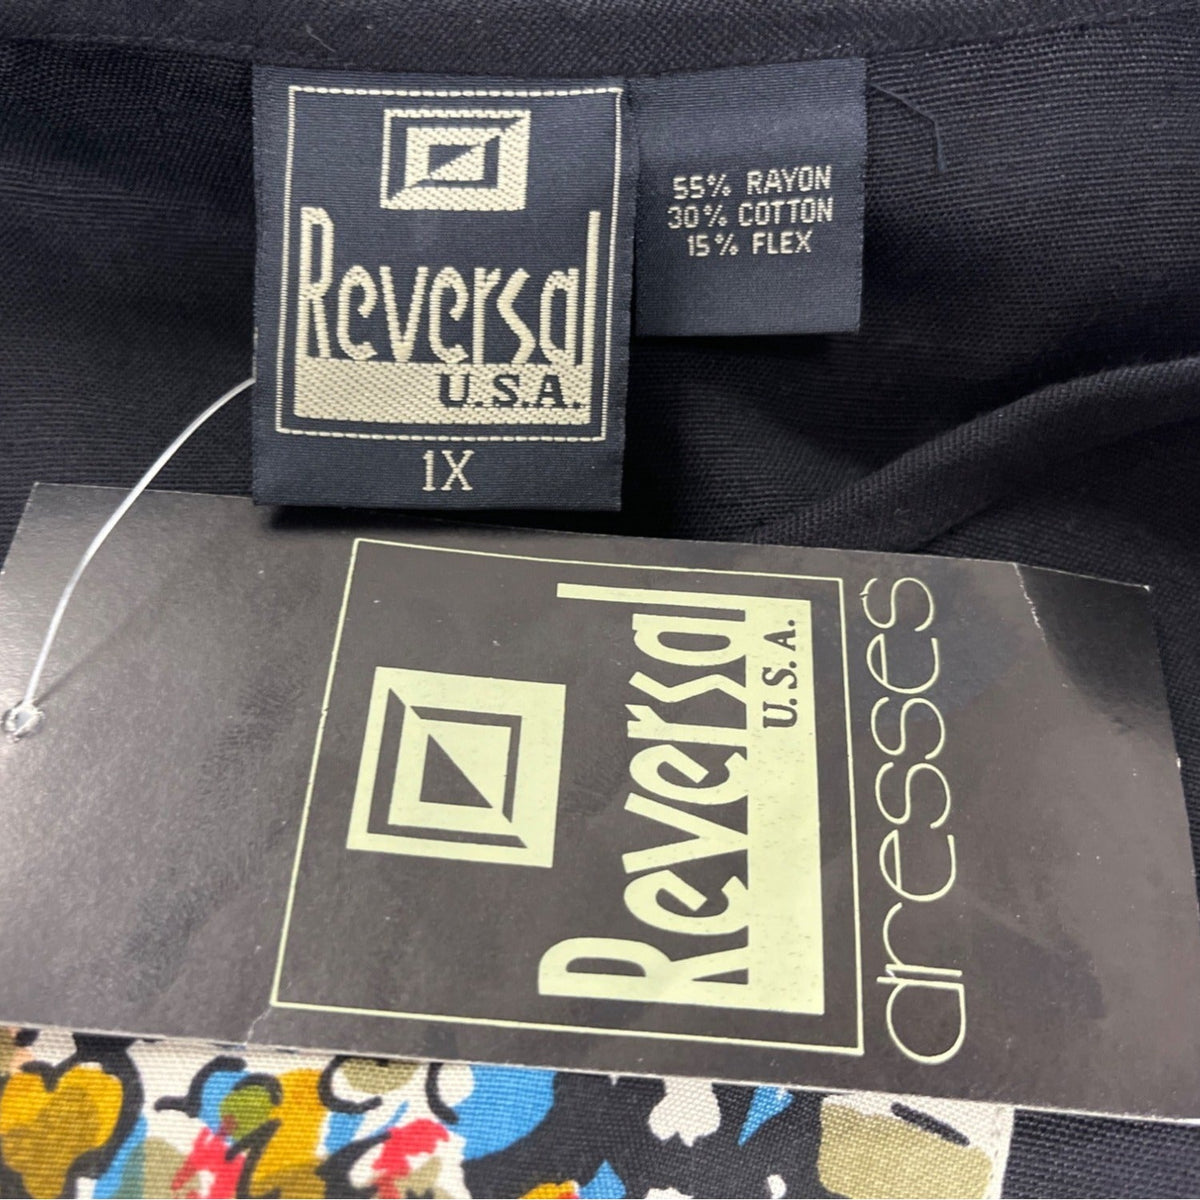 Reversal
U.S.A.
1X
55% RAYON
30% COTTON
15% FLEX
Reversal
U.S.A.
dresses